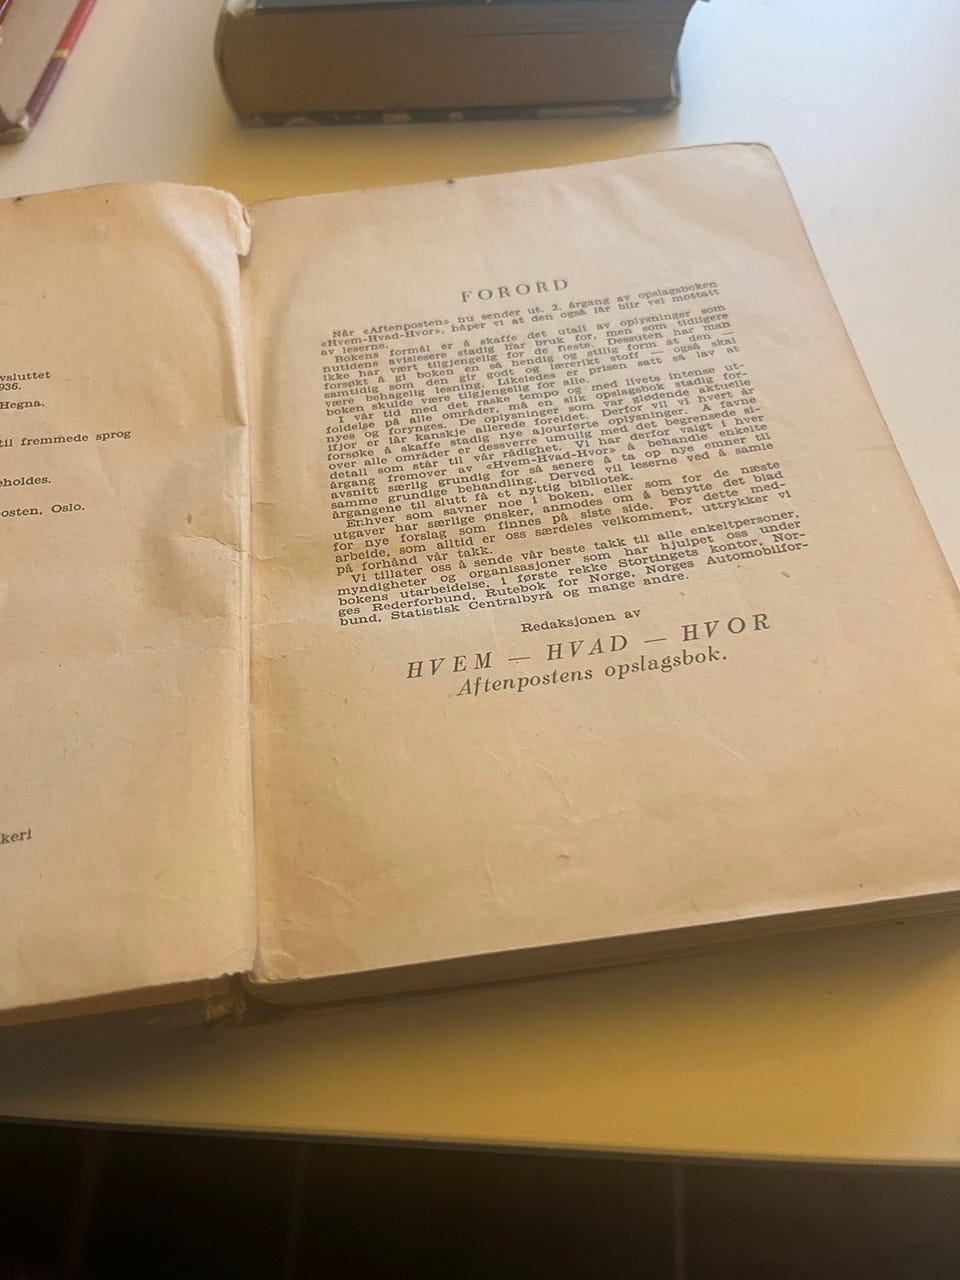 vsluttet
936.
Hegna.
til fremmede sprog
eholdes.
osten, Oslo.
keri
FORORD
Når «Aftenposten» nu sender ut. 2. årgang av opslagsboken
«Hvem-Hvad-Hvor», håper vi at den også får blir vel mottatt
av leserne.
Bokens formål er å skaffe det utall av oplysninger som
nutidens avislesere stadig har bruk for, men som tidligere
ikke har vært tilgjengelig for de fleste. Dessuten har man
forsøkt å gi boken en så hendig og stilig form at den —
samtidig som den gir godt og lærerikt stoff — også skal
være behagelig lesning. Likeledes er prisen satt så lav at
boken skulde være tilgjengelig for alle.
I vår tid med det raske tempo og med livets intense ut-
foldelse på alle områder, må en slik opslagsbok stadig for-
nyes og forynges. De oplysninger som var gjeldende aktuelle
ifjor er iår kanskje allerede foreldet. Derfor vil vi hvert år
forsøke å skaffe stadig nye ajourførte oplysninger. Å favne
over alle områder er dessverre umulig med det begrensede si-
detall som står til vår rådighet. Vi har derfor valgt i hver
årgang fremover av «Hvem-Hvad-Hvor» å behandle enkelte
avsnitt særlig grundig for så senere å ta op nye emner til
samme grundige behandling. Derved vil leserne ved å samle
årgangene til slutt få et nyttig bibliotek.
Enhver som savner noe i boken, eller som for de næste
utgaver har særlige ønsker, anmodes om å benytte det blad
for nye forslag som finnes på siste side. For dette med-
arbeide, som alltid er oss særdeles velkomment, uttrykker vi
på forhånd vår takk.
Vi tillater oss å sende vår beste takk til alle enkeltpersoner,
myndigheter og organisasjoner som har hjulpet oss under
bokens utarbeidelse, i første rekke Stortingets kontor, Nor-
ges Rederforbund, Rutebok for Norge, Norges Automobilfor-
bund, Statistisk Centralbyrå og mange andre.
Redaksjonen av
HVEM — HVAD — HVOR
Aftenpostens opslagsbok.